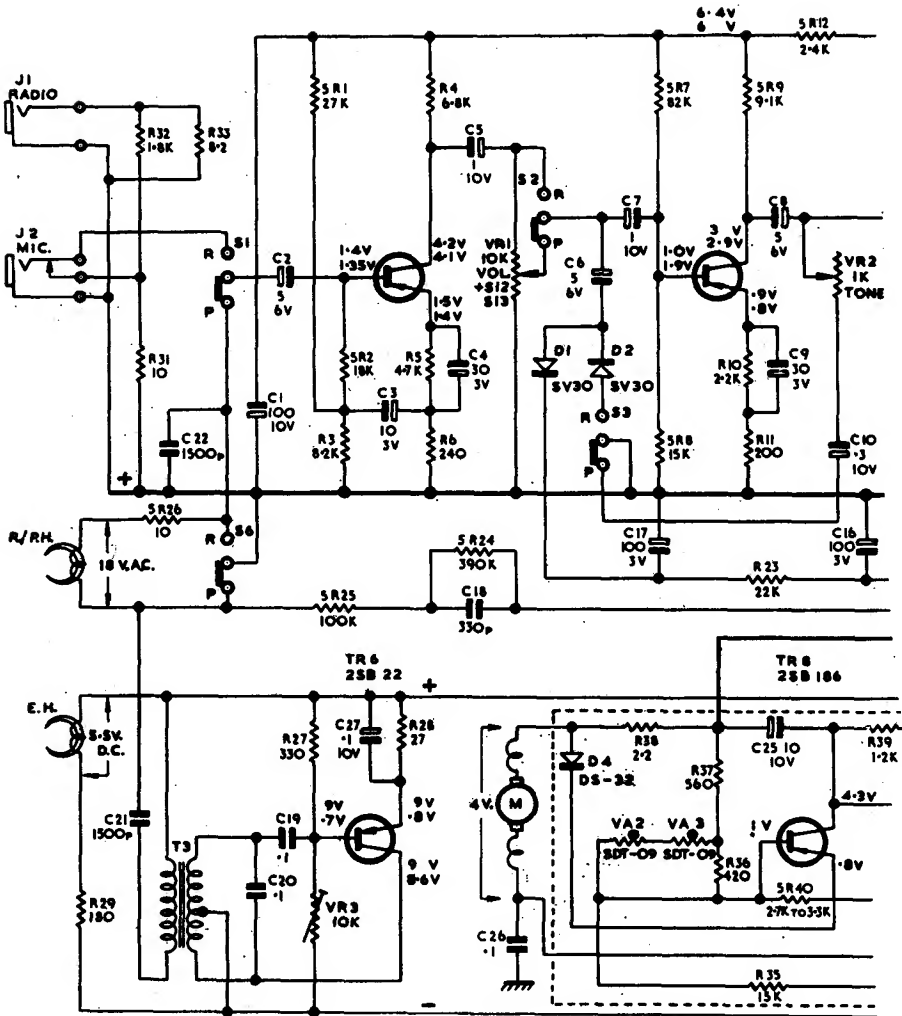 6·4V
6 V
5R12
2·4K
J1
RADIO
R32
1·8K
R33
8·2
5R1
27K
R4
6·8K
C5
1
10V
5R7
82K
5R9
9·1K
S2
R
P
C7
1
10V
C8
5
6V
J2
MIC.
S1
R
P
C2
5
6V
1·4V
1·35V
4·2V
4·1V
1·5V
1·4V
VR1
10K
VOL
+S12
S13
C6
5
6V
1·0V
1·9V
3 V
2·9V
·9V
·8V
VR2
1K
TONE
R31
10
C22
1500p
C1
100
10V
5R2
18K
R5
4·7K
C4
30
3V
C3
10
3V
R3
8·2K
R6
240
D1
SV30
D2
SV30
S3
R
P
5R8
15K
R10
2·2K
C9
30
3V
R11
200
C10
·3
10V
+
R/RH.
18 V.AC.
5R26
10
R
S6
P
5R24
390K
C17
100
3V
C16
100
3V
R23
22K
5R25
100K
C18
330p
TR6
2SB 22
+
TR8
2SB 186
E.H.
5·5V.
D.C.
R27
330
C27
·1
10V
R28
27
R38
2·2
C25 10
10V
R39
1·2K
D4
DS-32
R37
560
M
4V.
4·3V
C21
1500p
T3
C19
·1
9V
·7V
9V
·8V
VA2
SDT-09
VA3
SDT-09
·1V
·8V
C20
·1
9 V
8·6V
R36
420
R29
180
VR3
10K
5R40
2·7K TO 3·3K
C26
·1
R35
15K
−